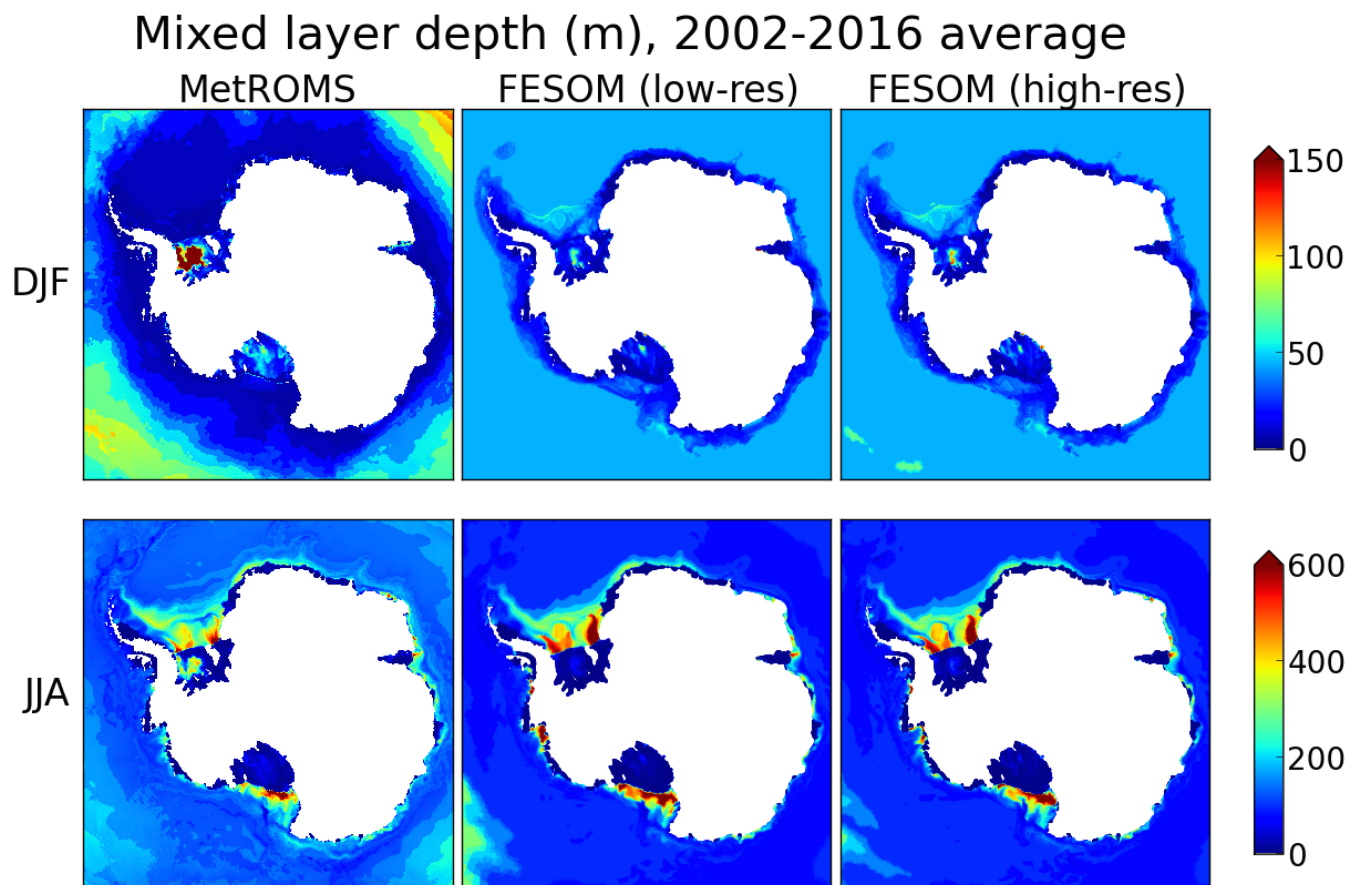 Mixed layer depth (m), 2002-2016 average
MetROMS
FESOM (low-res)
FESOM (high-res)
DJF
150
100
50
0
JJA
600
400
200
0